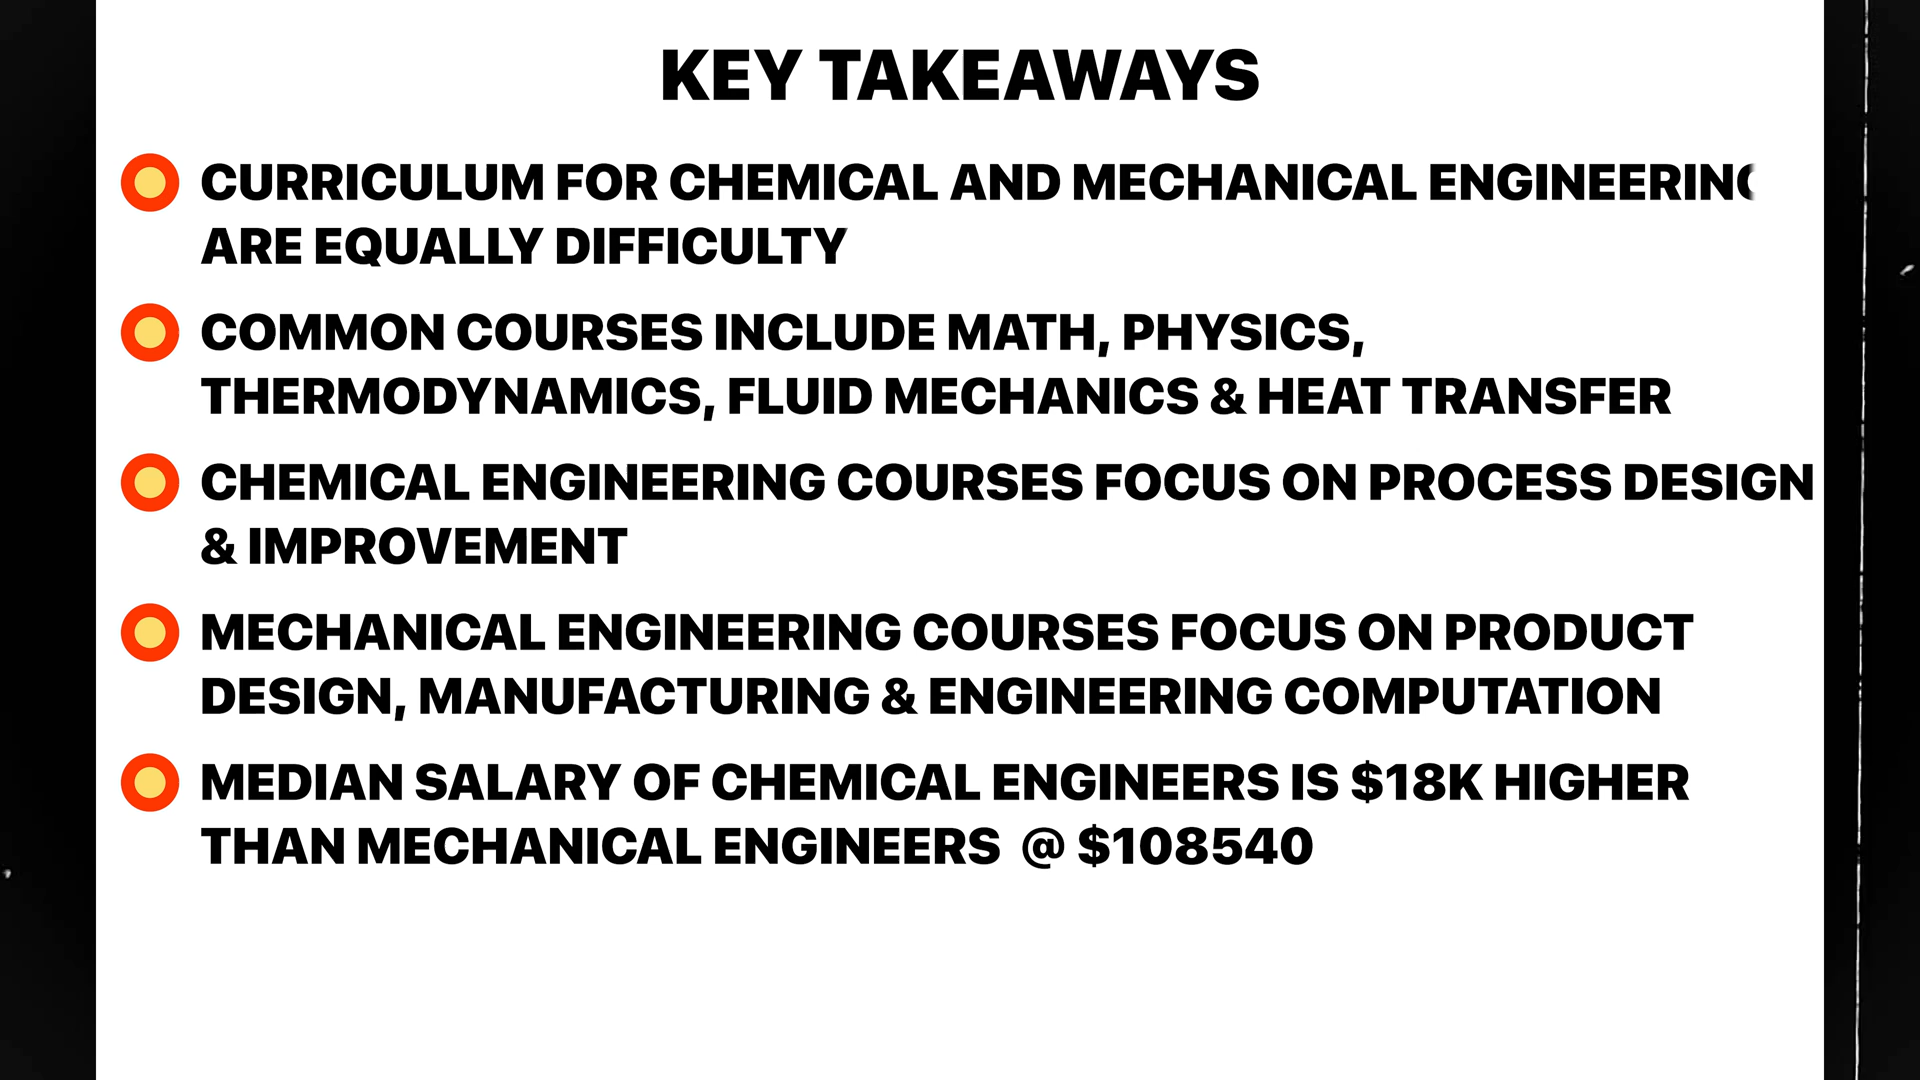 KEY TAKEAWAYS
CURRICULUM FOR CHEMICAL AND MECHANICAL ENGINEERING
ARE EQUALLY DIFFICULTY
COMMON COURSES INCLUDE MATH, PHYSICS,
THERMODYNAMICS, FLUID MECHANICS & HEAT TRANSFER
CHEMICAL ENGINEERING COURSES FOCUS ON PROCESS DESIGN
& IMPROVEMENT
MECHANICAL ENGINEERING COURSES FOCUS ON PRODUCT
DESIGN, MANUFACTURING & ENGINEERING COMPUTATION
MEDIAN SALARY OF CHEMICAL ENGINEERS IS $18K HIGHER
THAN MECHANICAL ENGINEERS @ $108540